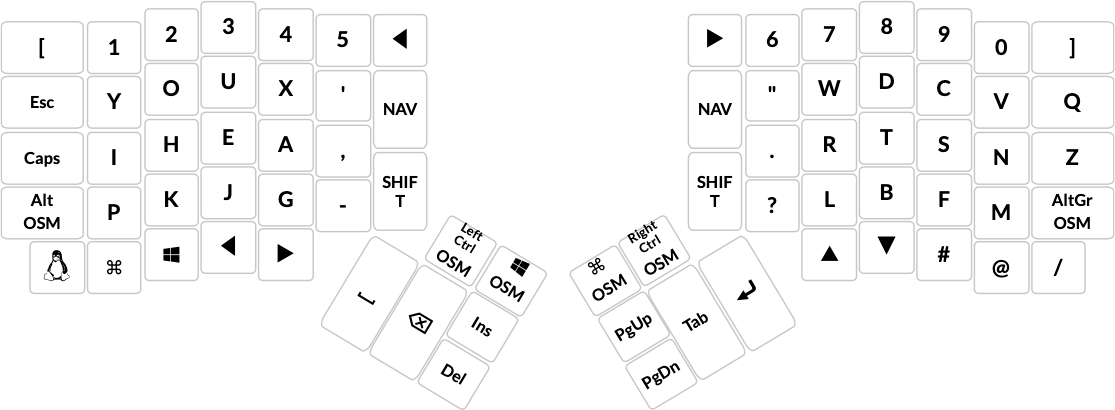 [ 1 2 3 4 5 ◀
Esc Y O U X ' NAV
Caps I H E A ,
Alt OSM P K J G - SHIFT
⌘ ◀ ▶
Left Ctrl OSM
OSM
Ins
Del
▶ 6 7 8 9 0 ]
NAV " W D C V Q
. R T S N Z
SHIFT ? L B F M AltGr OSM
▲ ▼ # @ /
⌘ OSM
Right Ctrl OSM
PgUp
Tab
PgDn